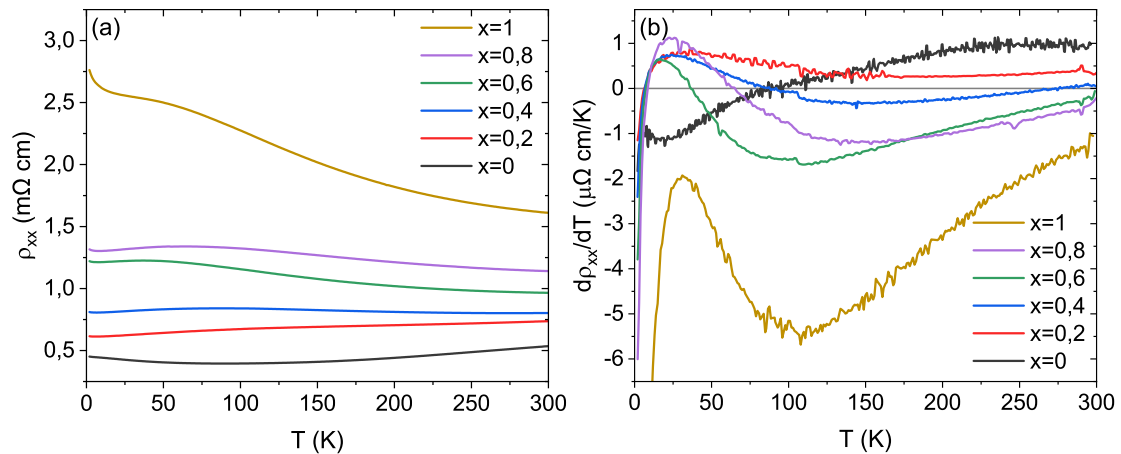 (a)
3,0
2,5
2,0
1,5
1,0
0,5
ρxx (mΩ cm)
0 50 100 150 200 250 300
T (K)
x=1
x=0,8
x=0,6
x=0,4
x=0,2
x=0
(b)
1
0
-1
-2
-3
-4
-5
-6
dρxx/dT (μΩ cm/K)
0 50 100 150 200 250 300
T (K)
x=1
x=0,8
x=0,6
x=0,4
x=0,2
x=0